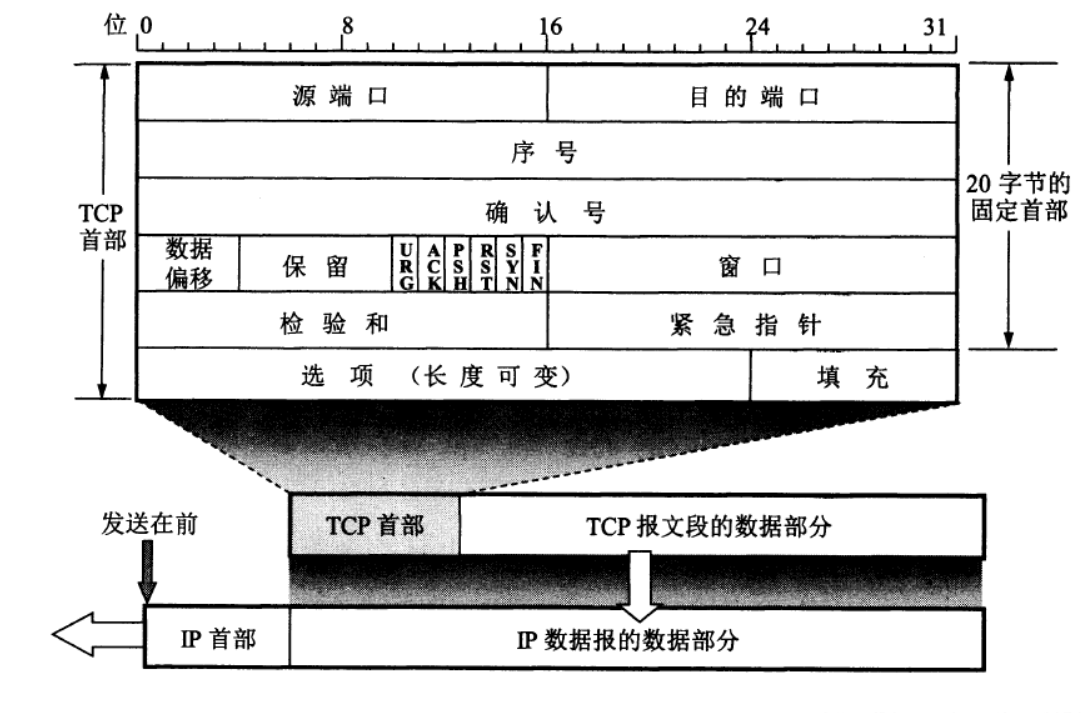 位 0 8 16 24 31
源端口 目的端口
序号
确认号
20 字节的
固定首部
TCP
首部
数据
偏移
保留
URG
ACK
PSH
RST
SYN
FIN
窗口
检验和 紧急指针
选项（长度可变） 填充
发送在前
TCP 首部 TCP 报文段的数据部分
IP 首部 IP 数据报的数据部分